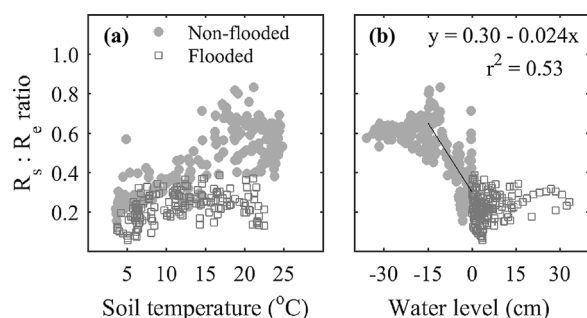 (a)
Non-flooded
Flooded
(b)
y = 0.30 - 0.024x
r² = 0.53
Rs : Re ratio
1.0
0.8
0.6
0.4
0.2
5 10 15 20 25
-30 -15 0 15 30
Soil temperature (°C)
Water level (cm)